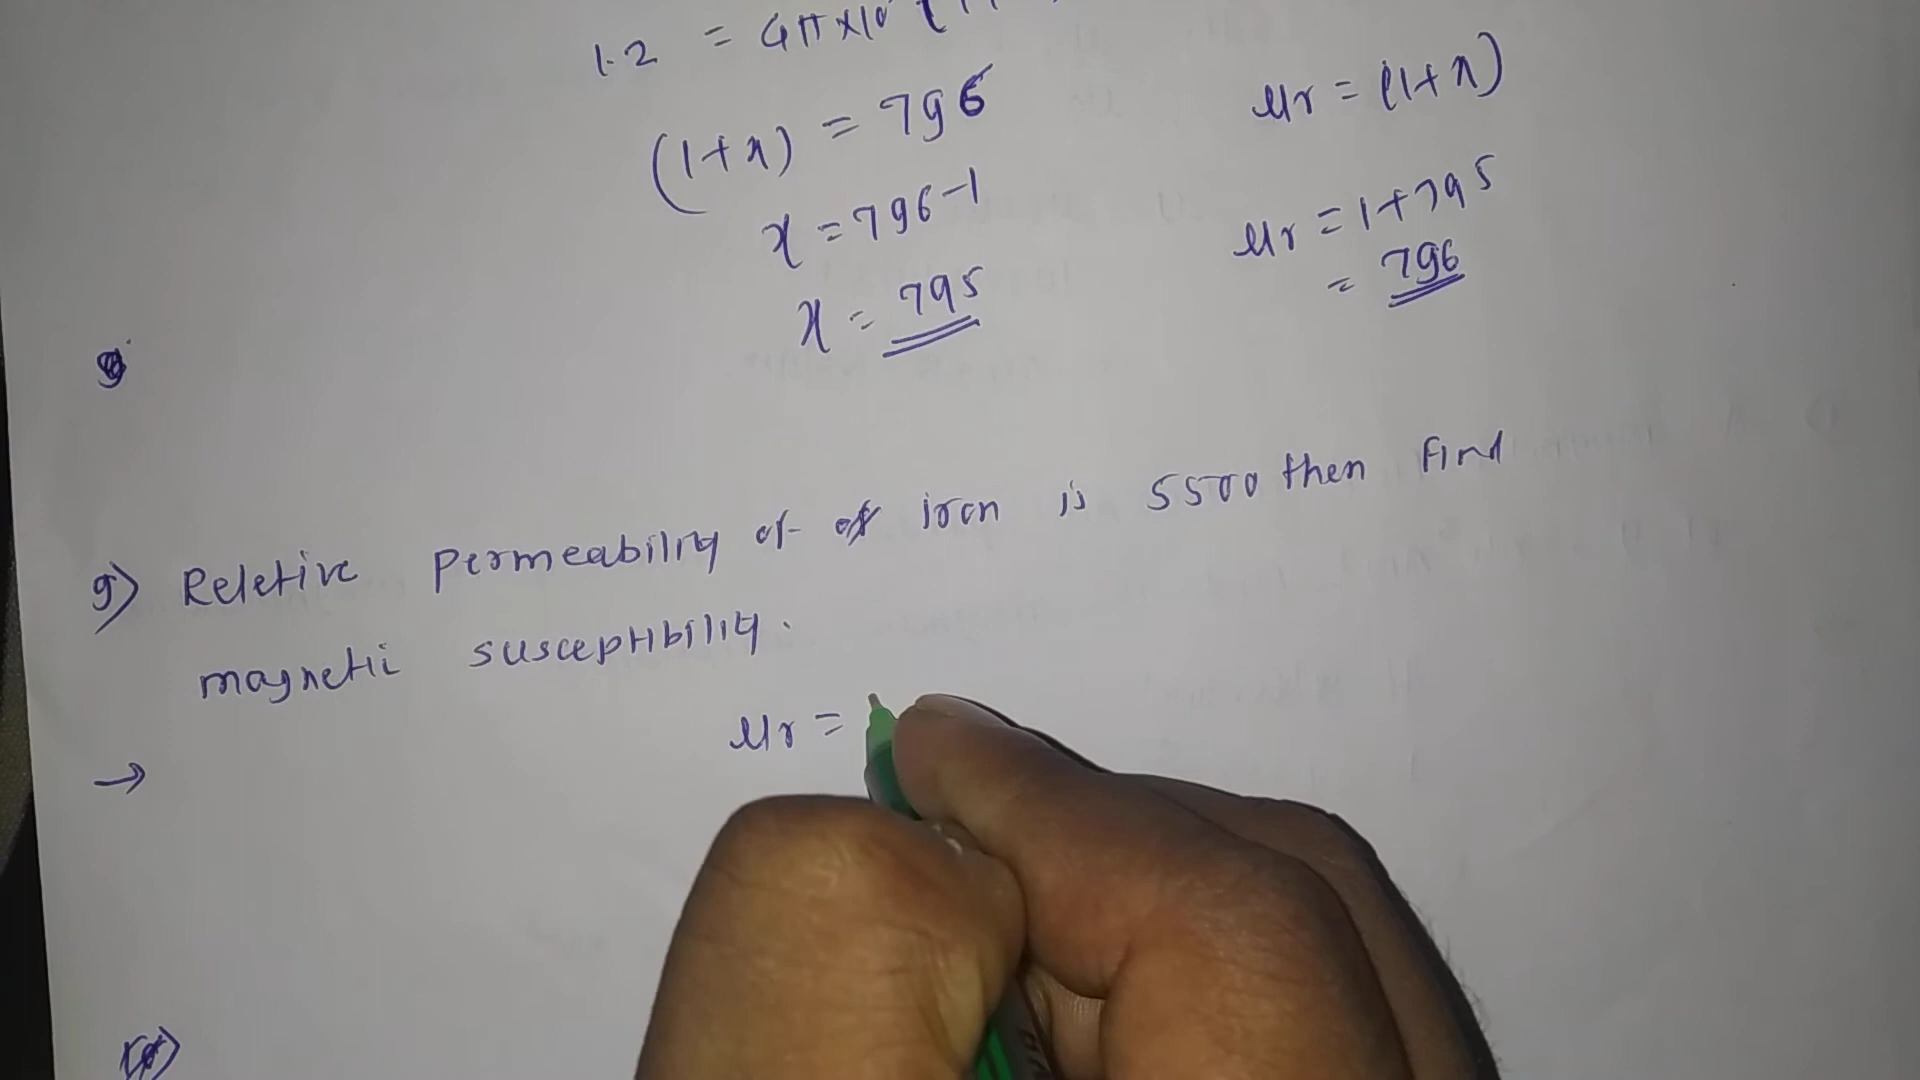 1.2 = 4π×10
(1+x) = 796
x = 796-1
x = 795
μr = (1+x)
μr = 1+795
= 796
9) Reletive permeability of of iron is 5500 then find
magnetic susceptibility.
→ μr =